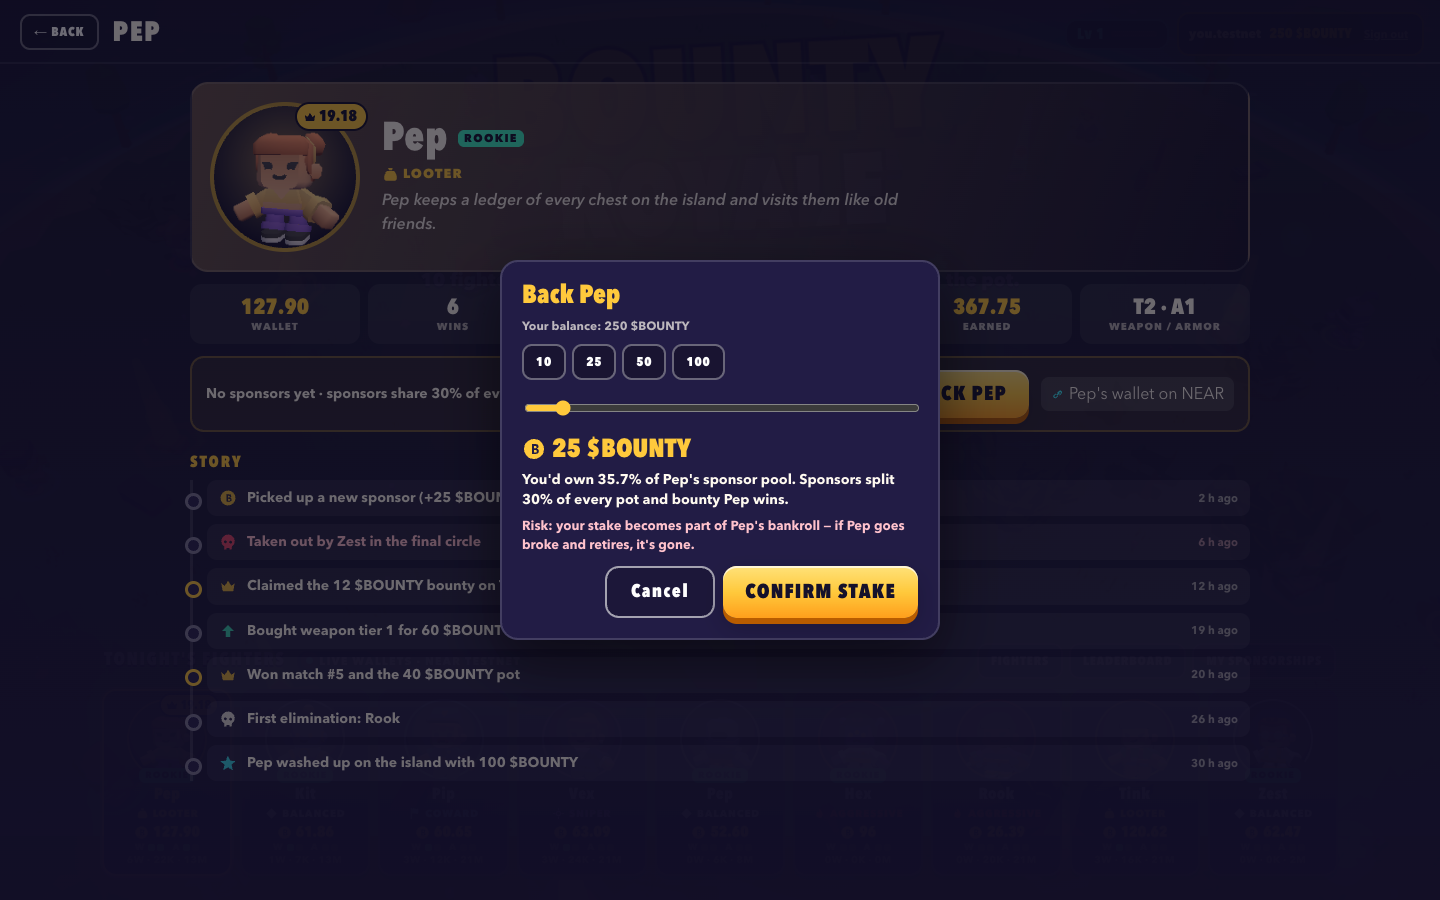 ← BACK
PEP
BOUNTY
19.18
Pep
ROOKIE
LOOTER
Pep keeps a ledger of every chest on the island and visits them like old
friends.
127.90
WALLET
6
WINS
367.75
EARNED
T2 · A1
WEAPON / ARMOR
No sponsors yet · sponsors share 30% of
CK PEP
Pep's wallet on NEAR
Back Pep
Your balance: 250 $BOUNTY
10
25
50
100
25 $BOUNTY
You'd own 35.7% of Pep's sponsor pool. Sponsors split
30% of every pot and bounty Pep wins.
Risk: your stake becomes part of Pep's bankroll – if Pep goes
broke and retires, it's gone.
Cancel
CONFIRM STAKE
STORY
Picked up a new sponsor (+25 $BOUN
2 h ago
Taken out by Zest in the final circle
6 h ago
Claimed the 12 $BOUNTY bounty on
12 h ago
Bought weapon tier 1 for 60 $BOUNT
19 h ago
Won match #5 and the 40 $BOUNTY pot
20 h ago
First elimination: Rook
26 h ago
Pep washed up on the island with 100 $BOUNTY
30 h ago